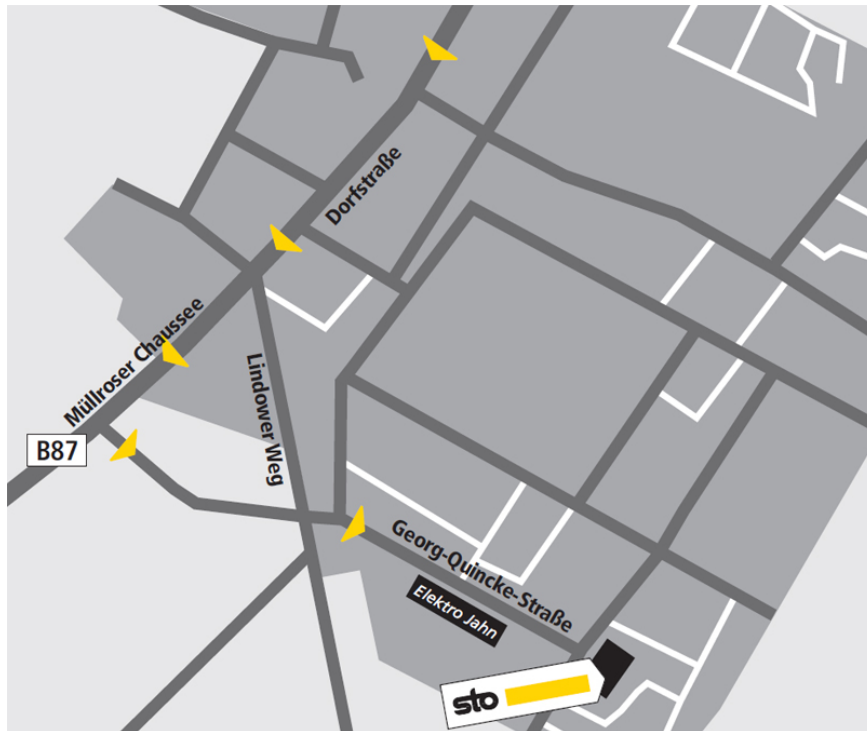 Dorfstraße
Müllroser Chaussee
Lindower Weg
B87
Georg-Quincke-Straße
Elektro Jahn
sto